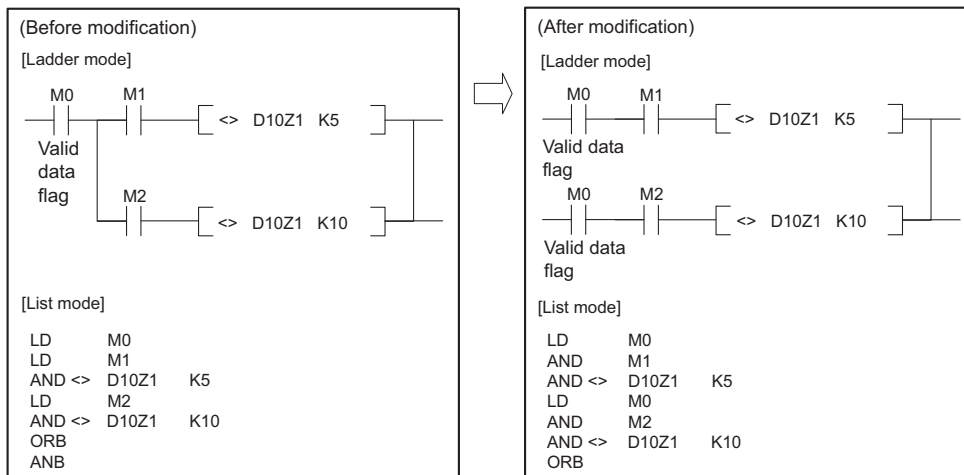 (Before modification)
[Ladder mode]
M0 M1
<> D10Z1 K5
Valid
data
flag
M2
<> D10Z1 K10
[List mode]
LD M0
LD M1
AND <> D10Z1 K5
LD M2
AND <> D10Z1 K10
ORB
ANB
(After modification)
[Ladder mode]
M0 M1
<> D10Z1 K5
Valid data
flag
M0 M2
<> D10Z1 K10
Valid data
flag
[List mode]
LD M0
AND M1
AND <> D10Z1 K5
LD M0
AND M2
AND <> D10Z1 K10
ORB